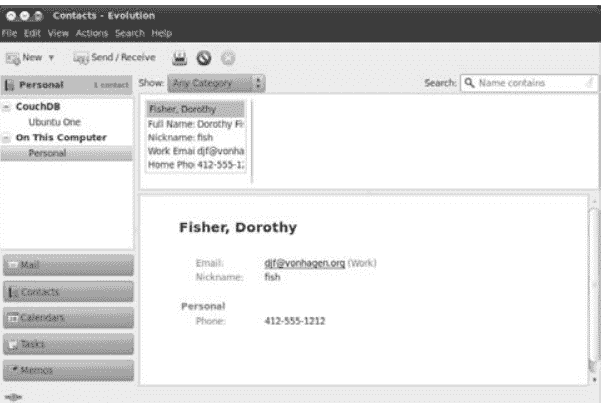 Contacts - Evolution
File Edit View Actions Search Help
New Send / Receive
Personal 1 contact
Show: Any Category
Search: Name contains
CouchDB
Ubuntu One
On This Computer
Personal
Fisher, Dorothy
Full Name: Dorothy Fi
Nickname: fish
Work Emai djf@vonha
Home Pho 412-555-1
Fisher, Dorothy
Email: djf@vonhagen.org (Work)
Nickname: fish
Personal
Phone: 412-555-1212
Mail
Contacts
Calendars
Tasks
Memos